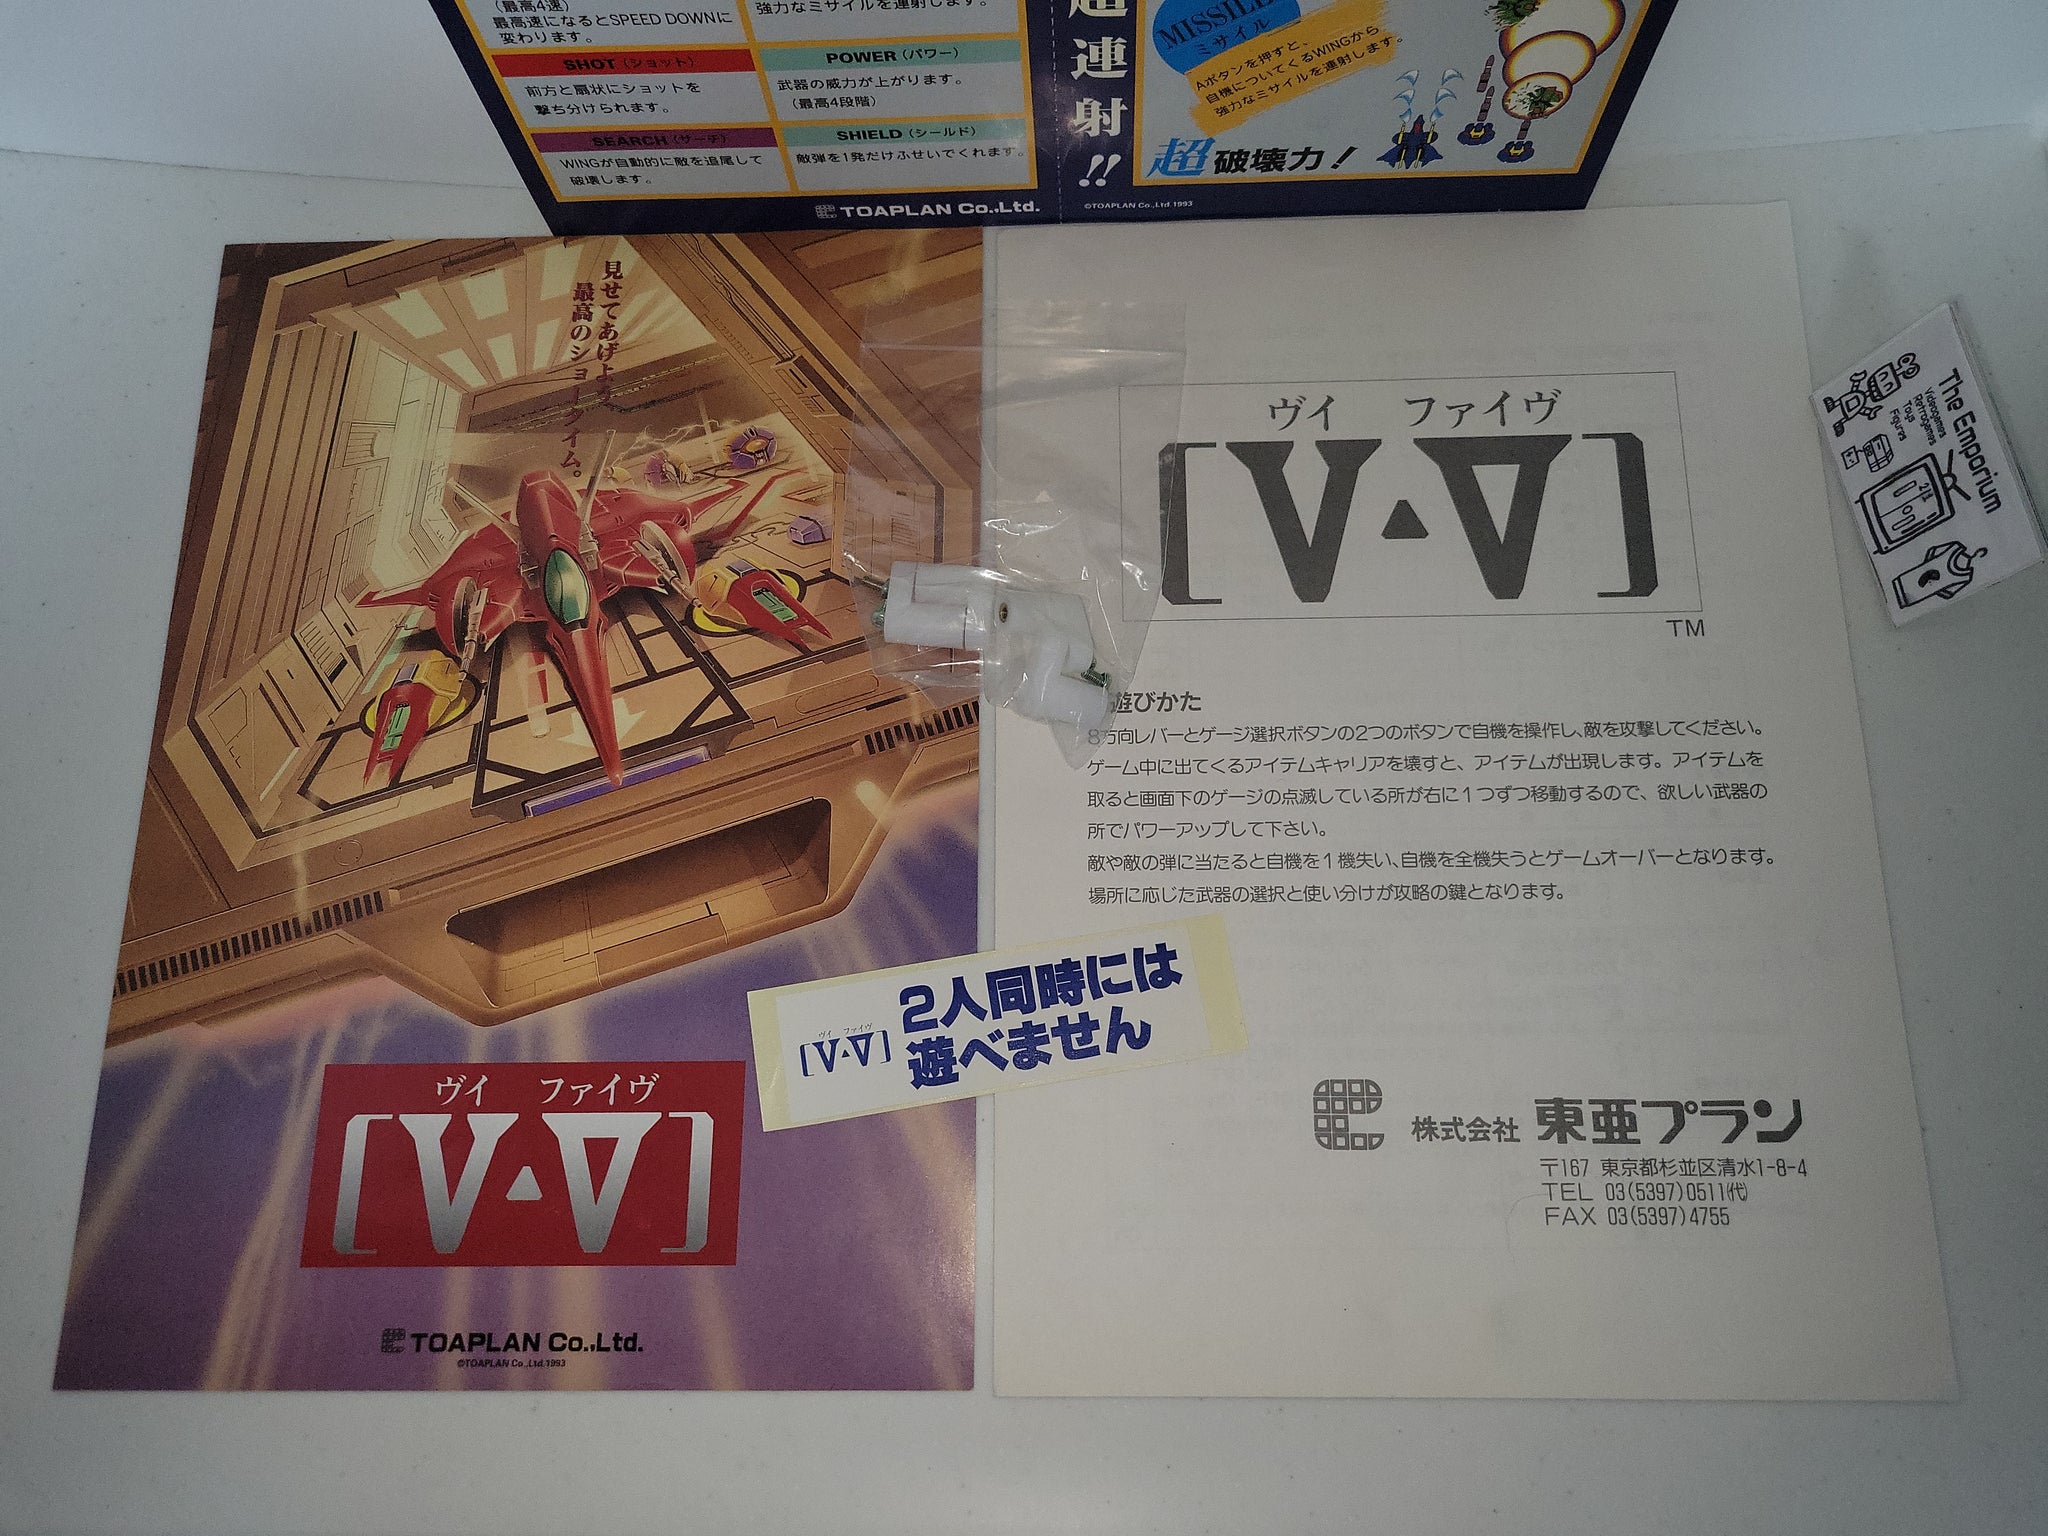 (最高4速)
最高速になるとSPEED DOWNに
変わります。
SHOT (ショット)
前方と扇状にショットを
撃ち分けられます。
SEARCH (サーチ)
WINGが自動的に敵を追尾して
破壊します。
強力なミサイルを連射します。
POWER (パワー)
武器の威力が上がります。
(最高4段階)
SHIELD (シールド)
敵弾を1発だけふせいでくれます。
TOAPLAN Co.,Ltd.
超連射!!
MISSILE
ミサイル
Aボタンを押すと、
自機についてくるWINGから
強力なミサイルを連射します。
超破壊力!
©TOAPLAN Co.,Ltd.1993
見せてあげよう
最高のショータイム。
ヴイ ファイヴ
[V・V]
TOAPLAN Co.,Ltd.
©TOAPLAN Co.,Ltd.1993
ヴイ ファイヴ
[V・V]
TM
遊びかた
8方向レバーとゲージ選択ボタンの2つのボタンで自機を操作し、敵を攻撃してください。
ゲーム中に出てくるアイテムキャリアを壊すと、アイテムが出現します。アイテムを
取ると画面下のゲージの点滅している所が右に1つずつ移動するので、欲しい武器の
所でパワーアップして下さい。
敵や敵の弾に当たると自機を1機失い、自機を全機失うとゲームオーバーとなります。
場所に応じた武器の選択と使い分けが攻略の鍵となります。
ヴイ ファイヴ
[V・V]
2人同時には
遊べません
株式会社 東亜プラン
〒167 東京都杉並区清水1-8-4
TEL 03(5397)0511(代)
FAX 03(5397)4755
The Emporium
Videogames
Retrogames
Toys
Figures